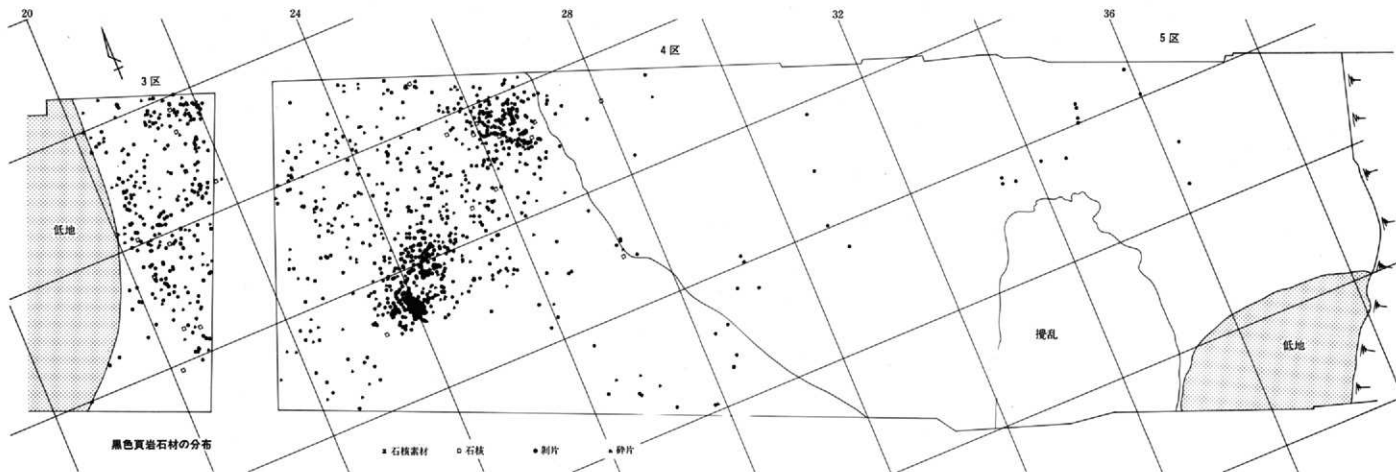 20
24
28
32
36
3区
4区
5区
低地
攪乱
低地
黒色頁岩石材の分布
石核素材 石核 剥片 砕片